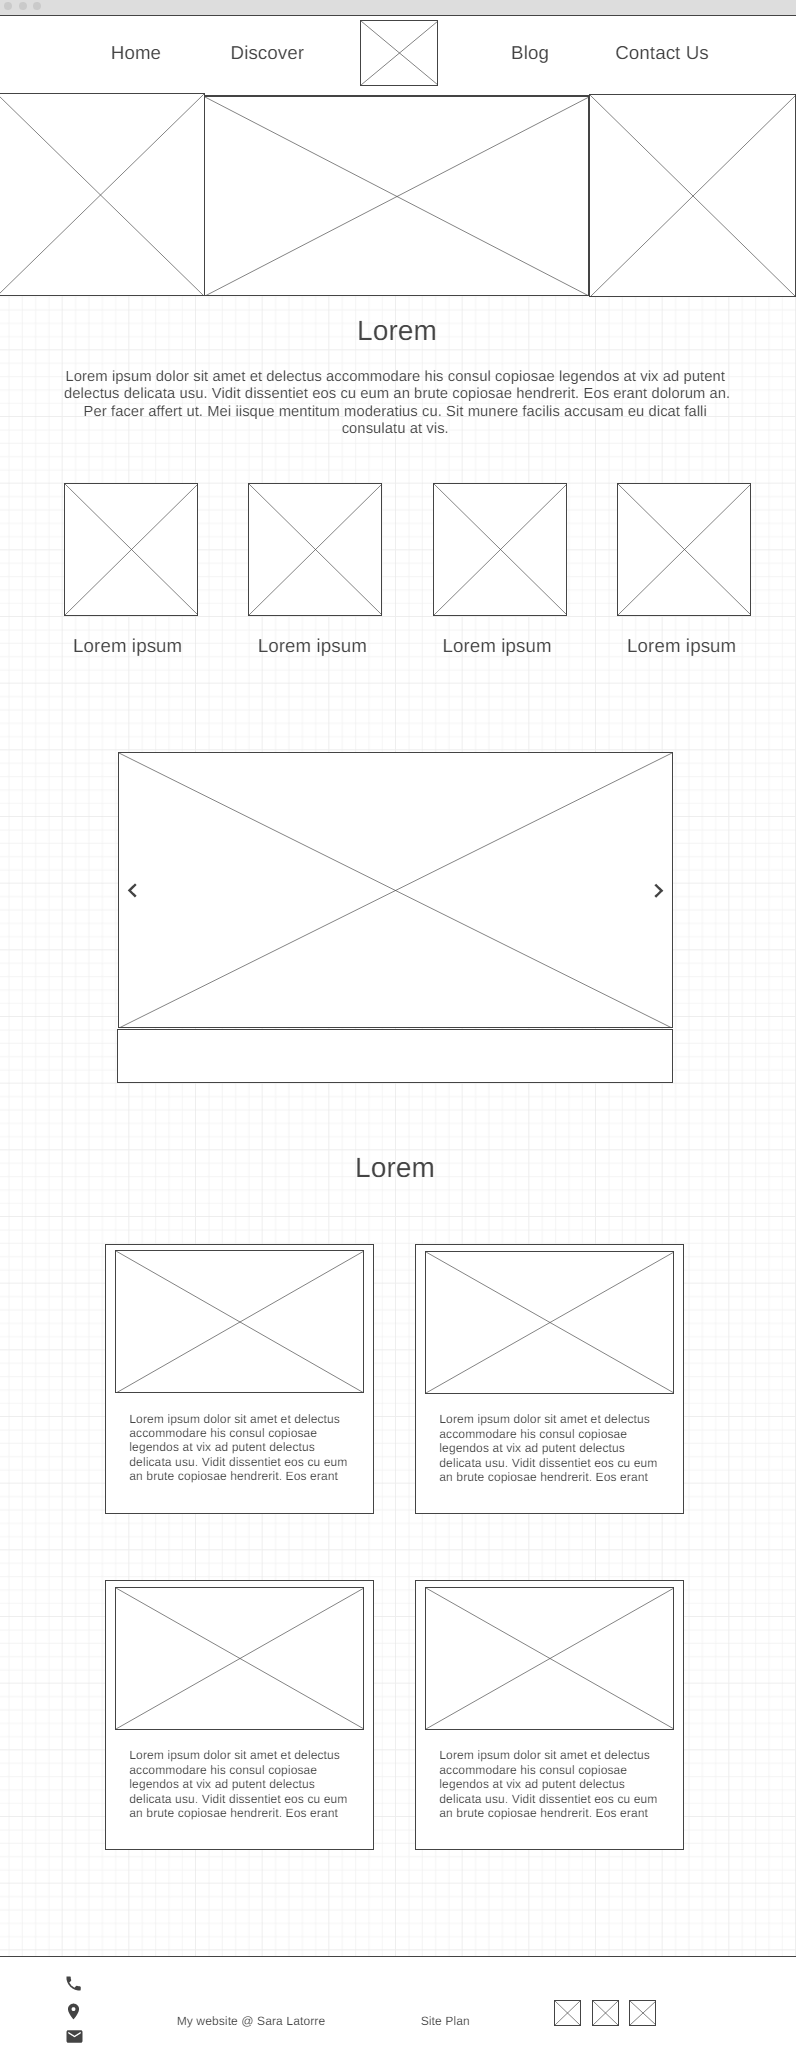 Home
Discover
Blog
Contact Us
Lorem
Lorem ipsum dolor sit amet et delectus accommodare his consul copiosae legendos at vix ad putent
delectus delicata usu. Vidit dissentiet eos cu eum an brute copiosae hendrerit. Eos erant dolorum an.
Per facer affert ut. Mei iisque mentitum moderatius cu. Sit munere facilis accusam eu dicat falli
consulatu at vis.
Lorem ipsum
Lorem ipsum
Lorem ipsum
Lorem ipsum
Lorem
Lorem ipsum dolor sit amet et delectus
accommodare his consul copiosae
legendos at vix ad putent delectus
delicata usu. Vidit dissentiet eos cu eum
an brute copiosae hendrerit. Eos erant
Lorem ipsum dolor sit amet et delectus
accommodare his consul copiosae
legendos at vix ad putent delectus
delicata usu. Vidit dissentiet eos cu eum
an brute copiosae hendrerit. Eos erant
Lorem ipsum dolor sit amet et delectus
accommodare his consul copiosae
legendos at vix ad putent delectus
delicata usu. Vidit dissentiet eos cu eum
an brute copiosae hendrerit. Eos erant
Lorem ipsum dolor sit amet et delectus
accommodare his consul copiosae
legendos at vix ad putent delectus
delicata usu. Vidit dissentiet eos cu eum
an brute copiosae hendrerit. Eos erant
My website @ Sara Latorre
Site Plan